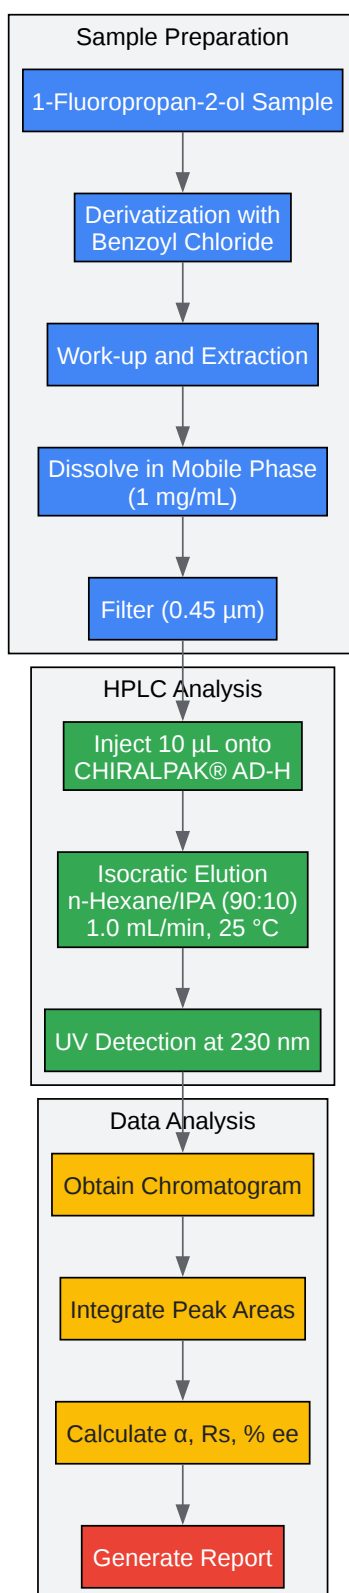 Sample Preparation
1-Fluoropropan-2-ol Sample
Derivatization with
Benzoyl Chloride
Work-up and Extraction
Dissolve in Mobile Phase
(1 mg/mL)
Filter (0.45 µm)
HPLC Analysis
Inject 10 µL onto
CHIRALPAK® AD-H
Isocratic Elution
n-Hexane/IPA (90:10)
1.0 mL/min, 25 °C
UV Detection at 230 nm
Data Analysis
Obtain Chromatogram
Integrate Peak Areas
Calculate α, Rs, % ee
Generate Report